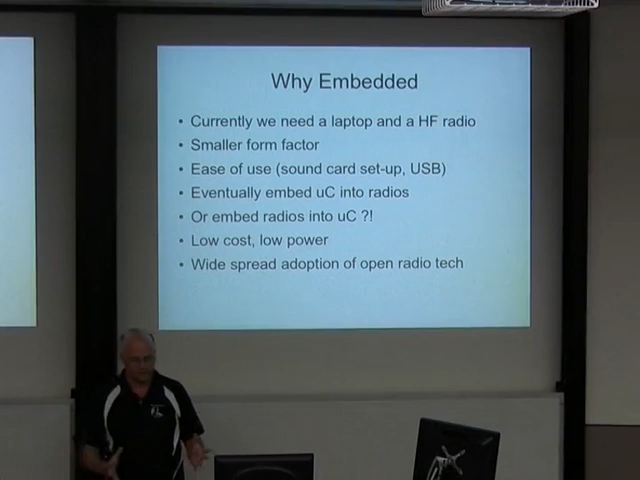 Why Embedded
• Currently we need a laptop and a HF radio
• Smaller form factor
• Ease of use (sound card set-up, USB)
• Eventually embed uC into radios
• Or embed radios into uC ?!
• Low cost, low power
• Wide spread adoption of open radio tech